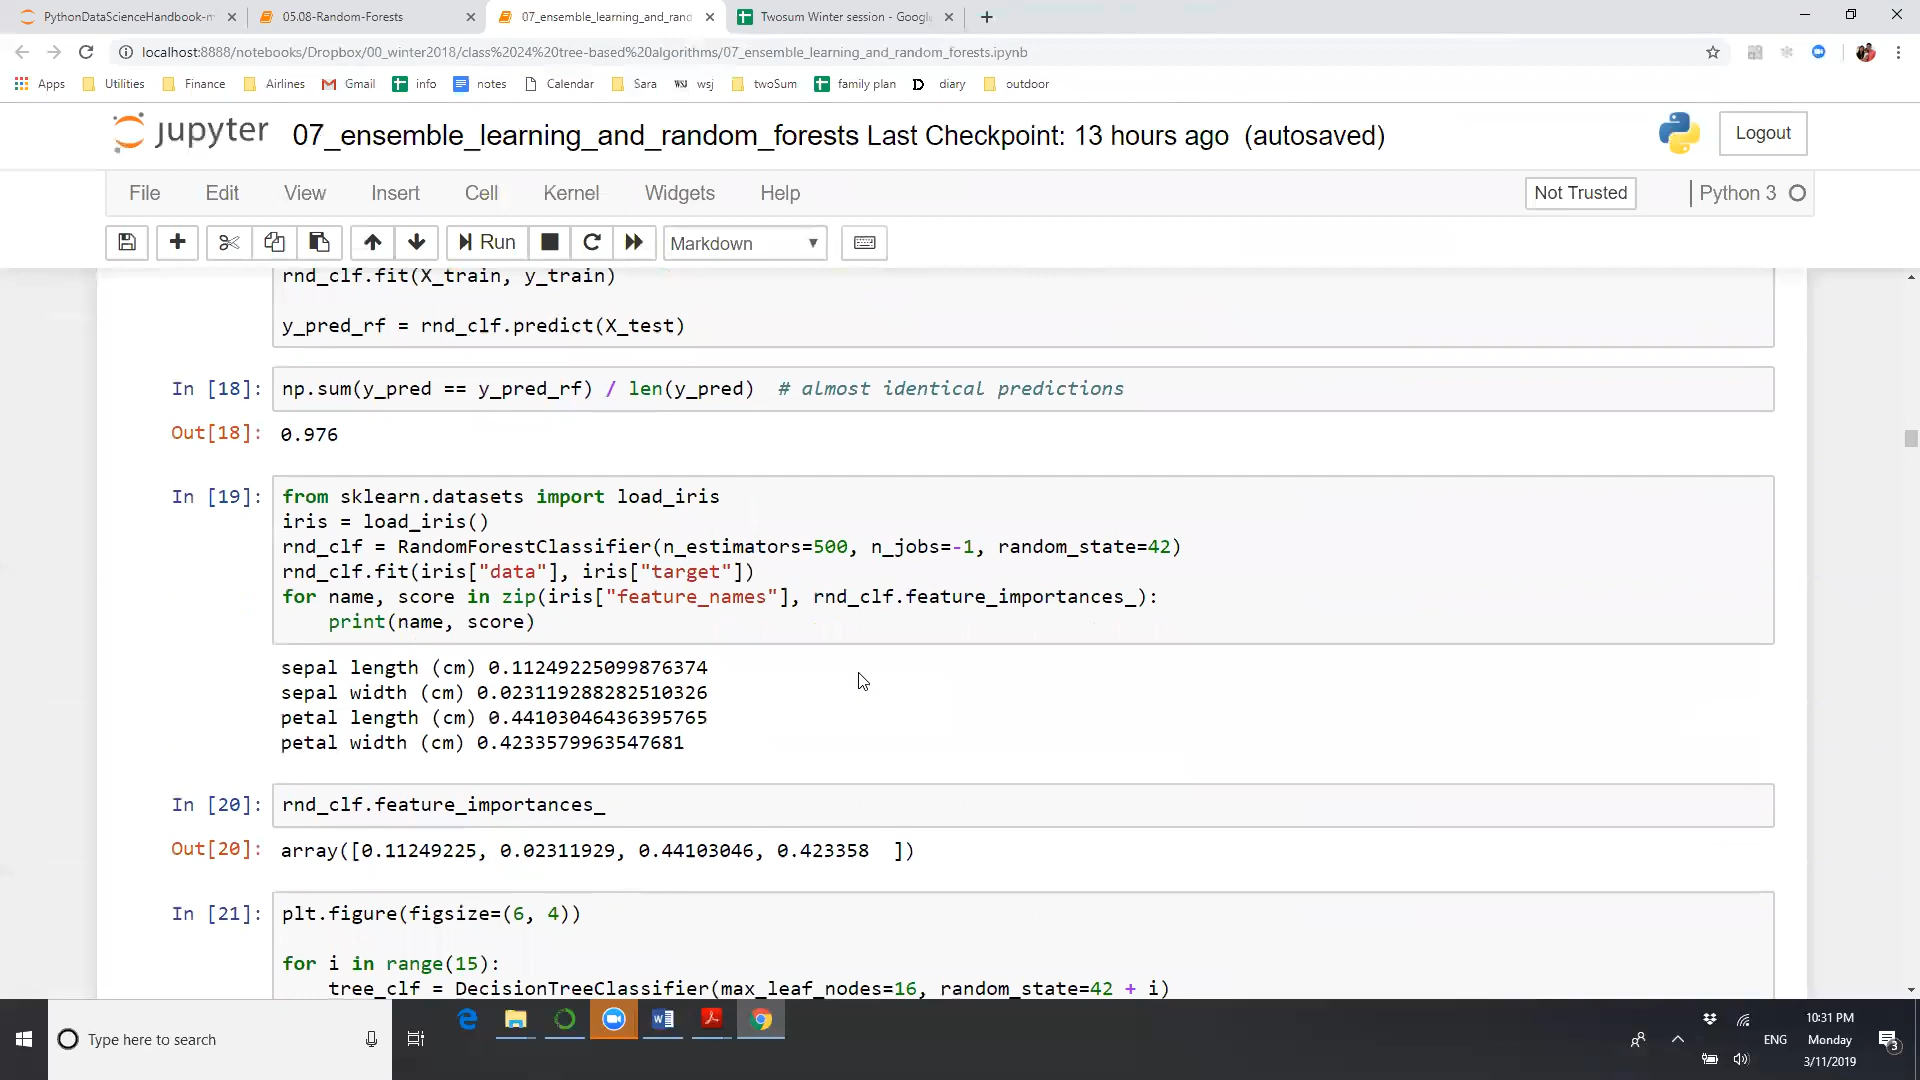 PythonDataScienceHandbook-m
05.08-Random-Forests
07_ensemble_learning_and_rand
Twosum Winter session - Google
localhost:8888/notebooks/Dropbox/00_winter2018/class%2024%20tree-based%20algorithms/07_ensemble_learning_and_random_forests.ipynb
Apps Utilities Finance Airlines Gmail info notes Calendar Sara WSJ wsj twoSum family plan D diary outdoor
jupyter 07_ensemble_learning_and_random_forests Last Checkpoint: 13 hours ago (autosaved) Logout
File Edit View Insert Cell Kernel Widgets Help Not Trusted Python 3
Run Markdown
rnd_clf.fit(X_train, y_train)
y_pred_rf = rnd_clf.predict(X_test)
In [18]: np.sum(y_pred == y_pred_rf) / len(y_pred)  # almost identical predictions
Out[18]: 0.976
In [19]: from sklearn.datasets import load_iris
iris = load_iris()
rnd_clf = RandomForestClassifier(n_estimators=500, n_jobs=-1, random_state=42)
rnd_clf.fit(iris["data"], iris["target"])
for name, score in zip(iris["feature_names"], rnd_clf.feature_importances_):
print(name, score)
sepal length (cm) 0.11249225099876374
sepal width (cm) 0.023119288282510326
petal length (cm) 0.44103046436395765
petal width (cm) 0.4233579963547681
In [20]: rnd_clf.feature_importances_
Out[20]: array([0.11249225, 0.02311929, 0.44103046, 0.423358  ])
In [21]: plt.figure(figsize=(6, 4))
for i in range(15):
tree_clf = DecisionTreeClassifier(max_leaf_nodes=16, random_state=42 + i)
Type here to search
ENG
10:31 PM
Monday
3/11/2019
3